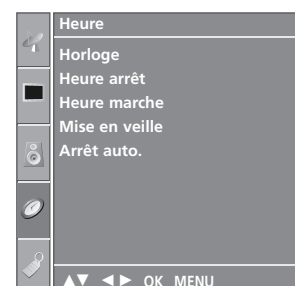 Heure
Horloge
Heure arrêt
Heure marche
Mise en veille
Arrêt auto.
▲▼ ◄► OK MENU